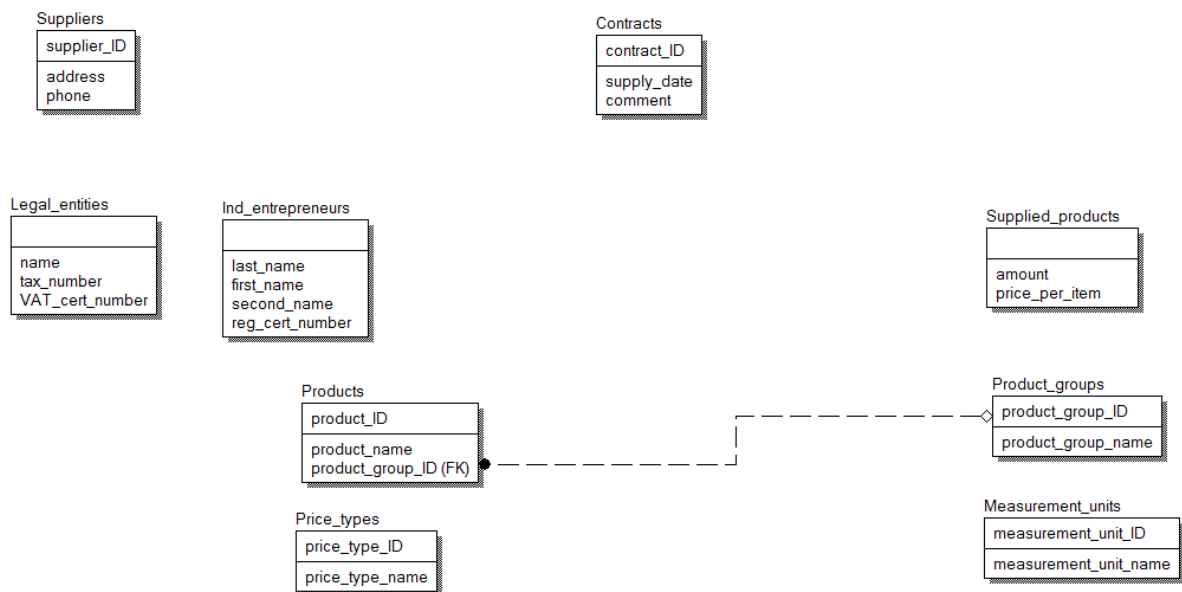 Suppliers
supplier_ID
address
phone
Contracts
contract_ID
supply_date
comment
Legal_entities
name
tax_number
VAT_cert_number
Ind_entrepreneurs
last_name
first_name
second_name
reg_cert_number
Supplied_products
amount
price_per_item
Products
product_ID
product_name
product_group_ID (FK)
Product_groups
product_group_ID
product_group_name
Price_types
price_type_ID
price_type_name
Measurement_units
measurement_unit_ID
measurement_unit_name